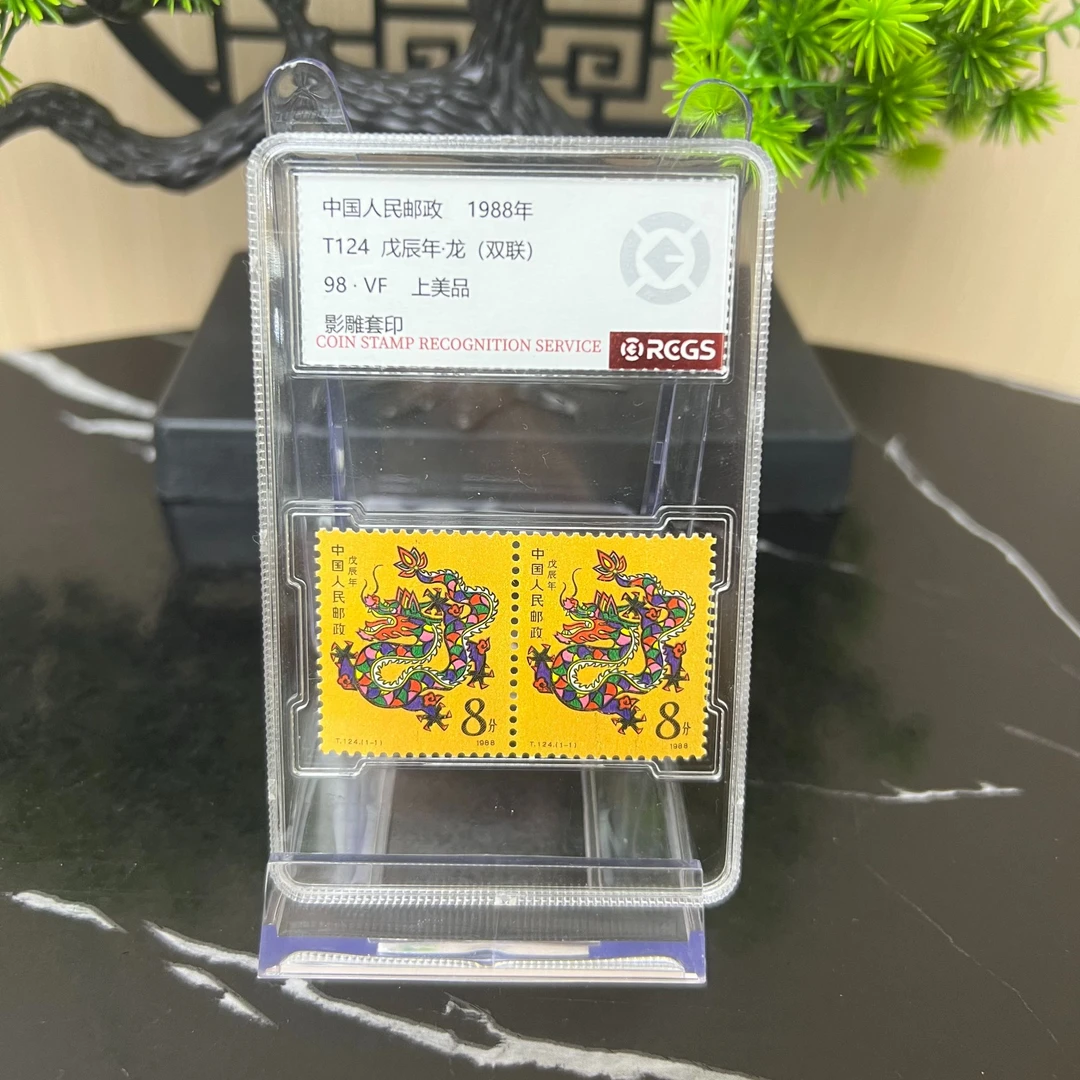 中国人民邮政 1988年
T124 戊辰年·龙（双联）
98 · VF 上美品
影雕套印
COIN STAMP RECOGNITION SERVICE
RCGS
中国人民邮政
戊辰年
8分
T.124.(1-1)
1988
中国人民邮政
戊辰年
8分
T.124.(1-1)
1988